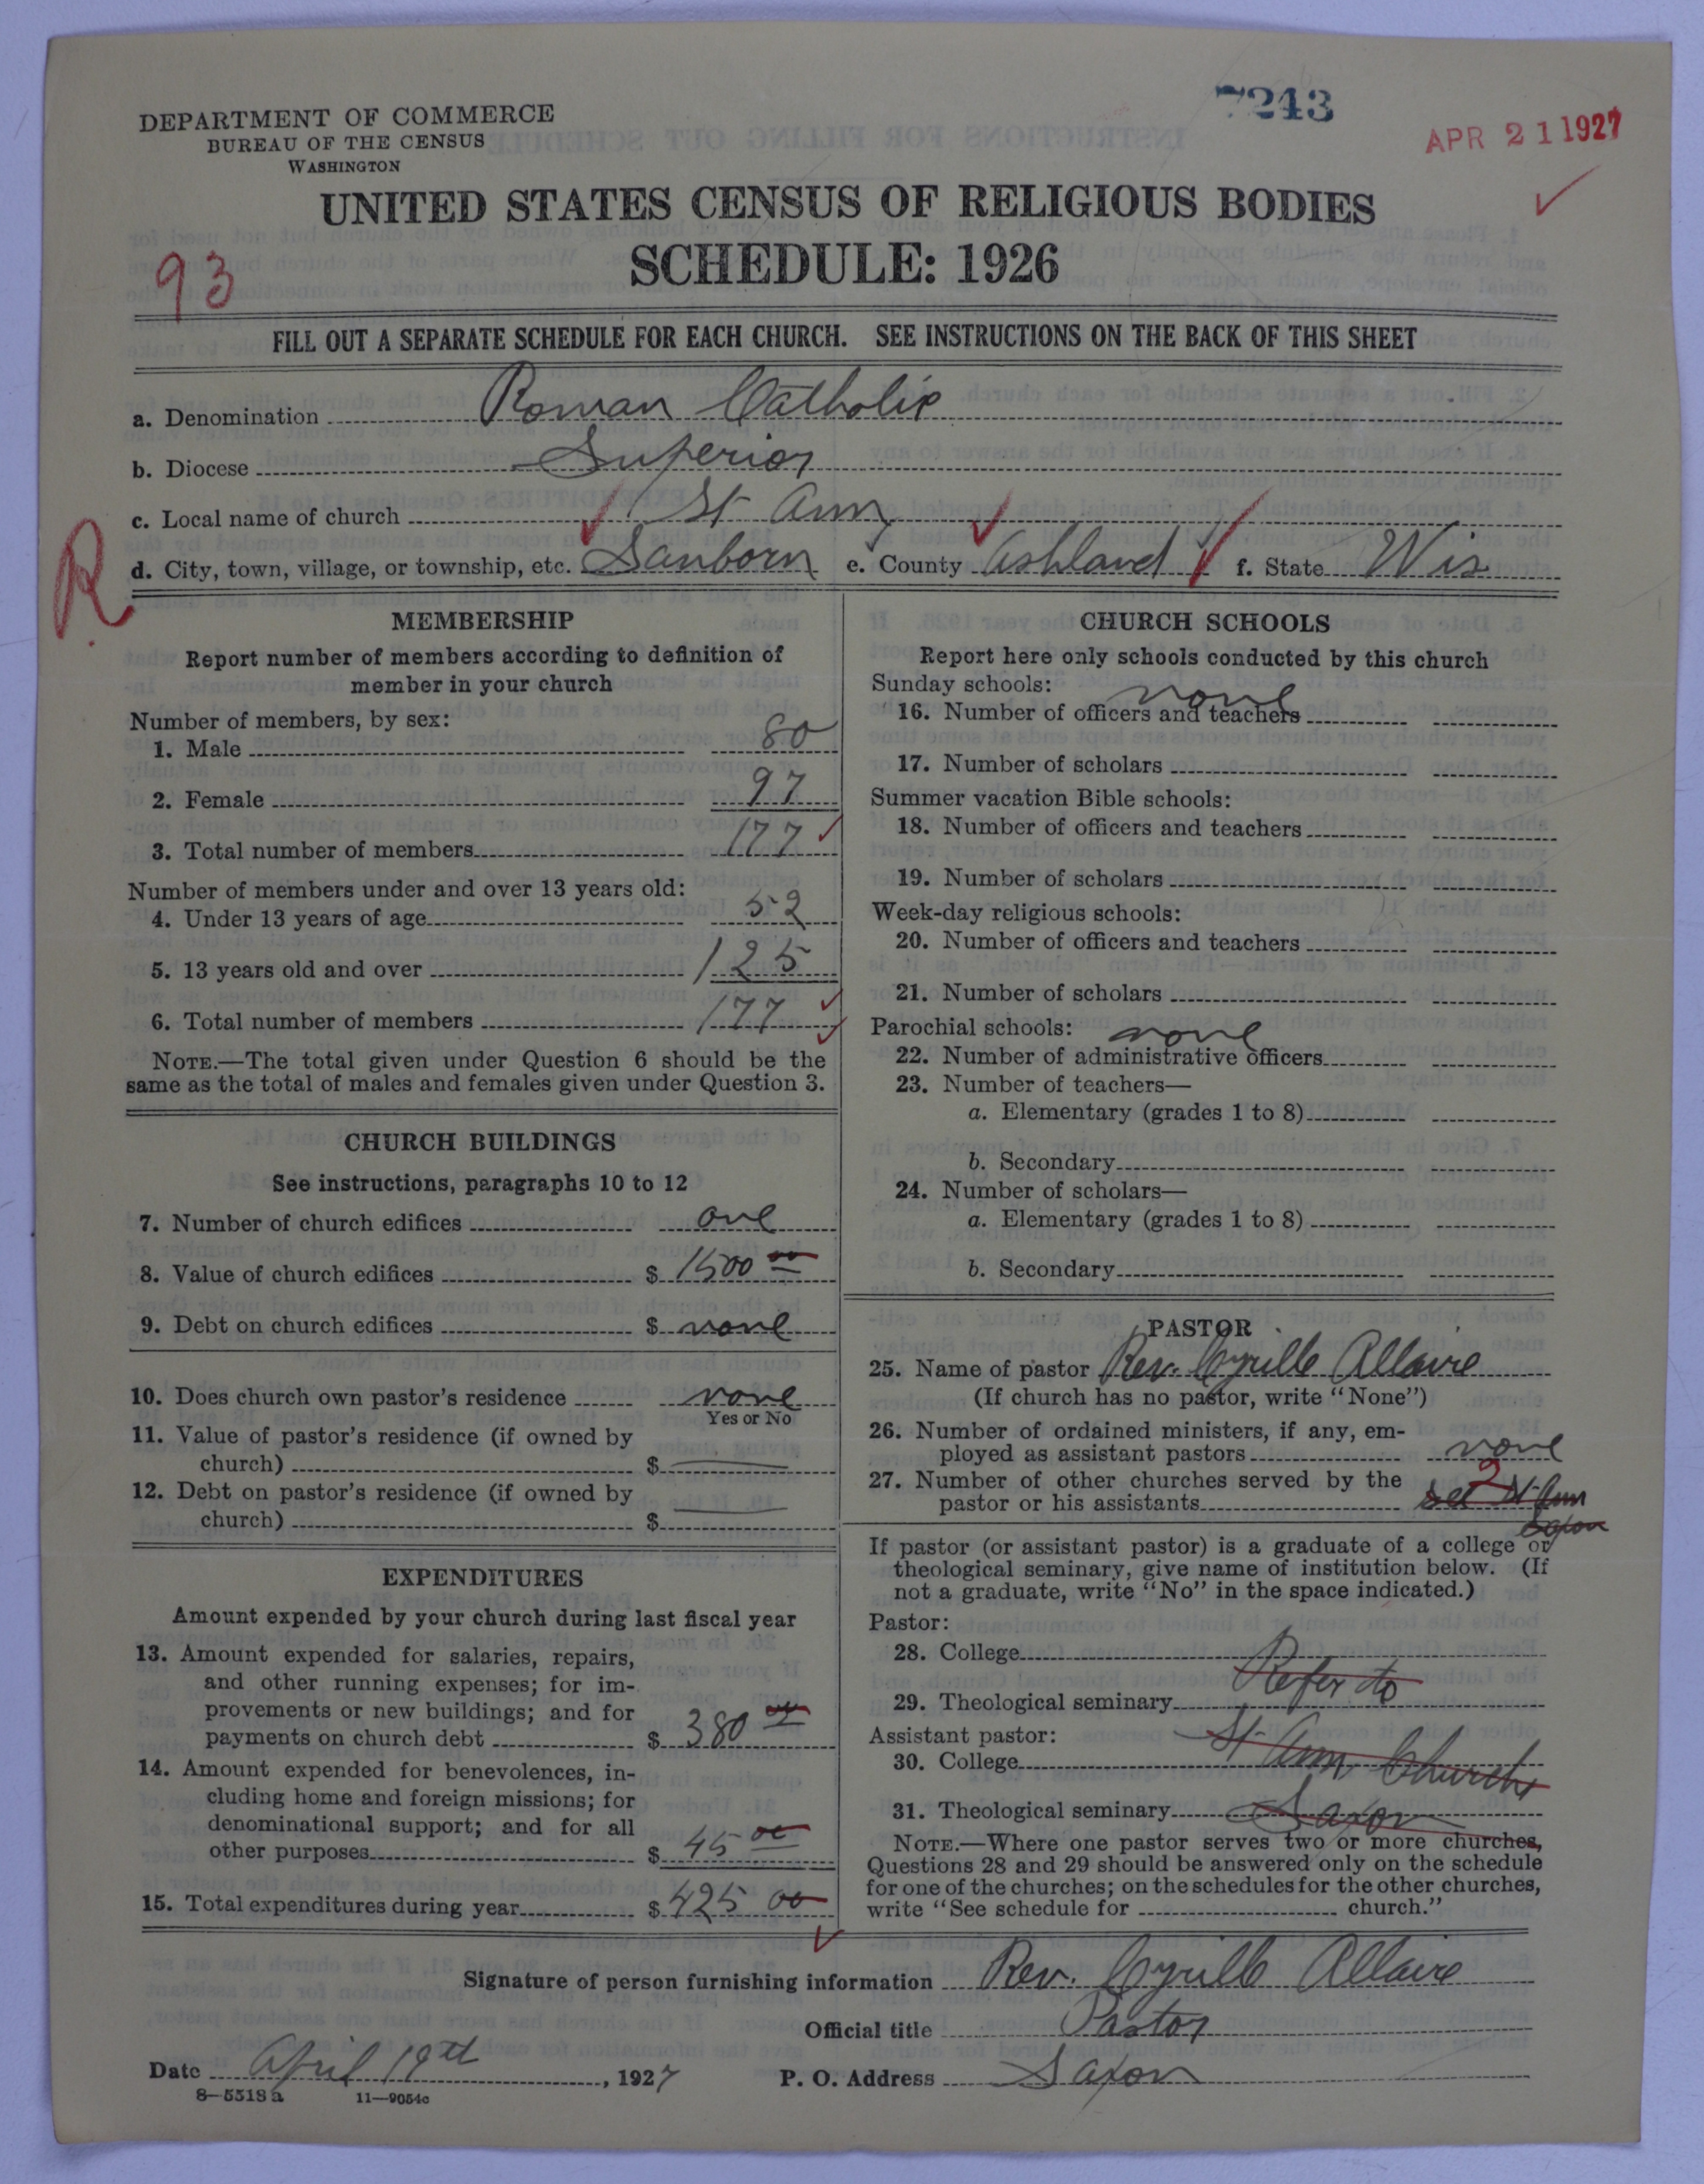 7243
APR 21 1927
DEPARTMENT OF COMMERCE
BUREAU OF THE CENSUS
WASHINGTON
UNITED STATES CENSUS OF RELIGIOUS BODIES
SCHEDULE: 1926
93
FILL OUT A SEPARATE SCHEDULE FOR EACH CHURCH. SEE INSTRUCTIONS ON THE BACK OF THIS SHEET
a. Denomination Roman Catholic
b. Diocese Superior
c. Local name of church St Ann
d. City, town, village, or township, etc. Sanborn e. County Ashland f. State Wis
R
MEMBERSHIP
Report number of members according to definition of
member in your church
Number of members, by sex:
1. Male 80
2. Female 97
3. Total number of members 177
Number of members under and over 13 years old:
4. Under 13 years of age 52
5. 13 years old and over 125
6. Total number of members 177
NOTE.—The total given under Question 6 should be the
same as the total of males and females given under Question 3.
CHURCH BUILDINGS
See instructions, paragraphs 10 to 12
7. Number of church edifices one
8. Value of church edifices $ 1500 00
9. Debt on church edifices $ none
10. Does church own pastor's residence none
Yes or No
11. Value of pastor's residence (if owned by
church) $
12. Debt on pastor's residence (if owned by
church) $
EXPENDITURES
Amount expended by your church during last fiscal year
13. Amount expended for salaries, repairs,
and other running expenses; for im-
provements or new buildings; and for
payments on church debt $ 380 00
14. Amount expended for benevolences, in-
cluding home and foreign missions; for
denominational support; and for all
other purposes $ 45 00
15. Total expenditures during year $ 425 00
CHURCH SCHOOLS
Report here only schools conducted by this church
Sunday schools: none
16. Number of officers and teachers
17. Number of scholars
Summer vacation Bible schools:
18. Number of officers and teachers
19. Number of scholars
Week-day religious schools:
20. Number of officers and teachers
21. Number of scholars
Parochial schools: none
22. Number of administrative officers
23. Number of teachers—
a. Elementary (grades 1 to 8)
b. Secondary
24. Number of scholars—
a. Elementary (grades 1 to 8)
b. Secondary
PASTOR
25. Name of pastor Rev. Cyrille Allaire
(If church has no pastor, write "None")
26. Number of ordained ministers, if any, em-
ployed as assistant pastors none
27. Number of other churches served by the 2
pastor or his assistants see St Ann
Saxon
If pastor (or assistant pastor) is a graduate of a college or
theological seminary, give name of institution below. (If
not a graduate, write "No" in the space indicated.)
Pastor:
28. College
29. Theological seminary Refer to
Assistant pastor: St Ann Church
30. College
31. Theological seminary Saxon
NOTE.—Where one pastor serves two or more churches,
Questions 28 and 29 should be answered only on the schedule
for one of the churches; on the schedules for the other churches,
write "See schedule for church."
Signature of person furnishing information Rev. Cyrille Allaire
Official title Pastor
Date April 19th, 1927 P. O. Address Saxon
8—5518a 11—9054c